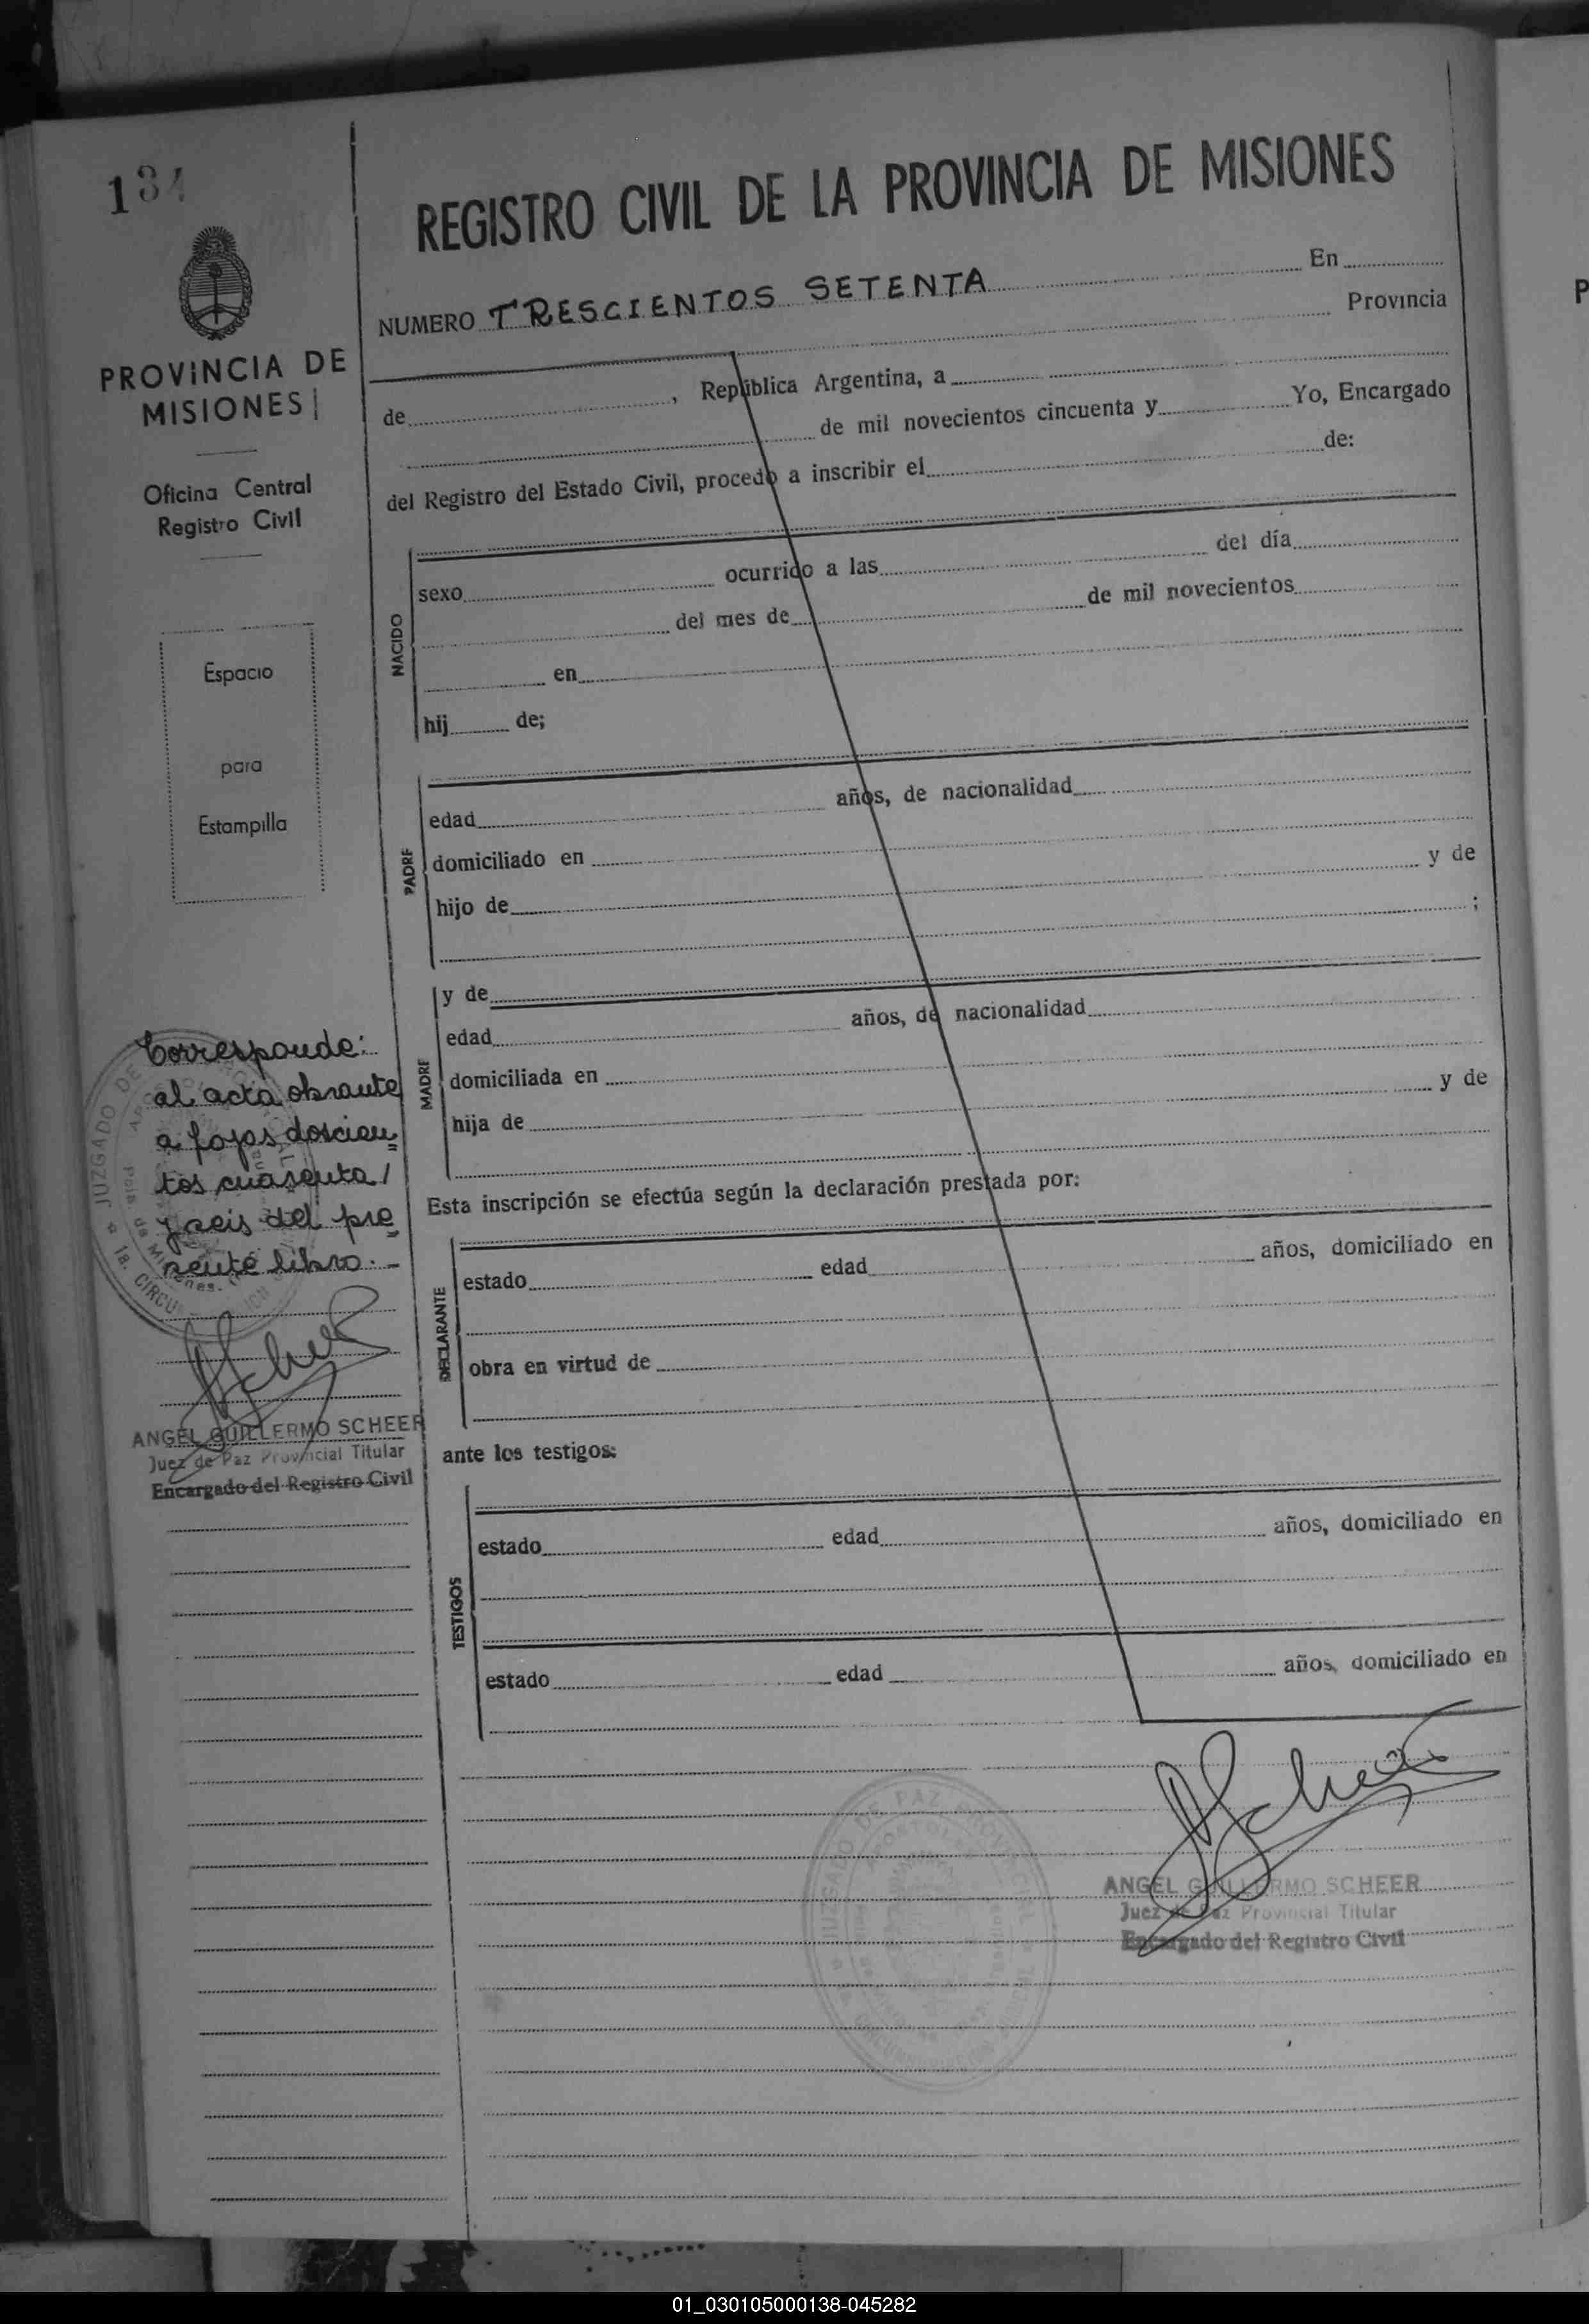 134
PROVINCIA DE
MISIONES
Oficina Central
Registro Civil
Espacio
para
Estampilla
Corresponde:
al acta obrante
a fojas doscien
tos cuarenta /
y seis del pre
sente libro.-
ANGEL GUILLERMO SCHEER
Juez de Paz Provincial Titular
Encargado del Registro Civil
REGISTRO CIVIL DE LA PROVINCIA DE MISIONES
NUMERO TRESCIENTOS SETENTA En
Provincia
de , República Argentina, a
de mil novecientos cincuenta y Yo, Encargado
del Registro del Estado Civil, procedo a inscribir el de:
NACIDO
sexo ocurrido a las del día
del mes de de mil novecientos
en
hij de;
PADRE
edad años, de nacionalidad
domiciliado en
hijo de y de
;
MADRE
y de
edad años, de nacionalidad
domiciliada en
hija de y de
Esta inscripción se efectúa según la declaración prestada por:
DECLARANTE
estado edad años, domiciliado en
obra en virtud de
ante los testigos:
TESTIGOS
estado edad años, domiciliado en
estado edad años, domiciliado en
JUZGADO DE PAZ PROVINCIAL
ANGEL GUILLERMO SCHEER
Juez de Paz Provincial Titular
Encargado del Registro Civil
P
01_030105000138-045282